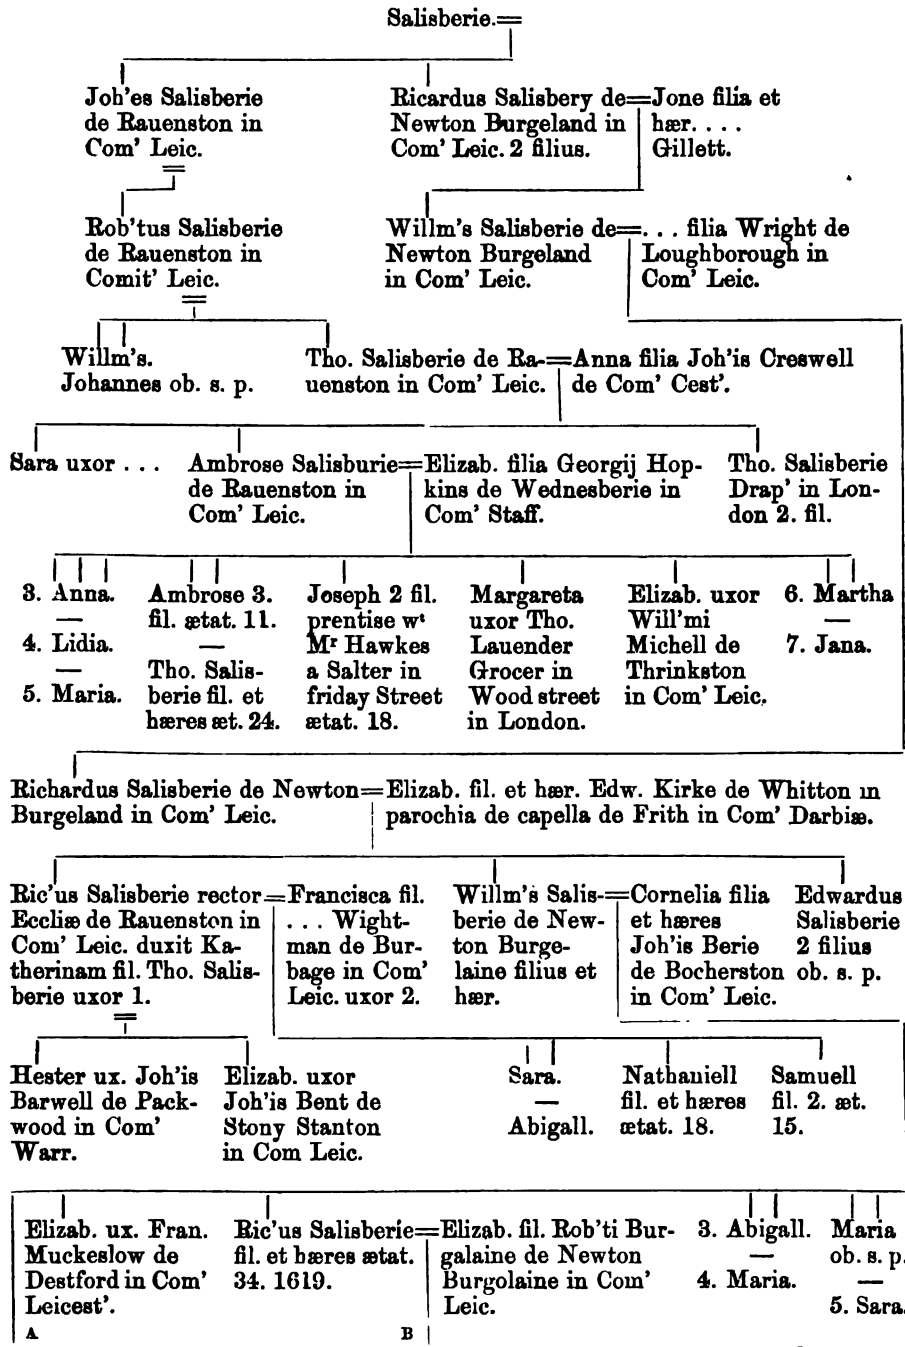 Salisberie.=
Joh'es Salisberie
de Rauenston in
Com' Leic.
Ricardus Salisbery de=
Newton Burgeland in
Com' Leic. 2 filius.
Jone filia et
hær. . . .
Gillett.
Rob'tus Salisberie
de Rauenston in
Comit' Leic.
Willm's Salisberie de=
Newton Burgeland
in Com' Leic.
. . . filia Wright de
Loughborough in
Com' Leic.
Willm's.
Johannes ob. s. p.
Tho. Salisberie de Ra-=
uenston in Com' Leic.
Anna filia Joh'is Creswell
de Com' Cest'.
Sara uxor . . .
Ambrose Salisburie=
de Rauenston in
Com' Leic.
Elizab. filia Georgij Hop-
kins de Wednesberie in
Com' Staff.
Tho. Salisberie
Drap' in Lon-
don 2. fil.
3. Anna.
—
4. Lidia.
—
5. Maria.
Ambrose 3.
fil. ætat. 11.
—
Tho. Salis-
berie fil. et
hæres æt. 24.
Joseph 2 fil.
prentise wt
Mr Hawkes
a Salter in
friday Street
ætat. 18.
Margareta
uxor Tho.
Lauender
Grocer in
Wood street
in London.
Elizab. uxor
Will'mi
Michell de
Thrinkston
in Com' Leic.
6. Martha
—
7. Jana.
Richardus Salisberie de Newton=
Burgeland in Com' Leic.
Elizab. fil. et hær. Edw. Kirke de Whitton in
parochia de capella de Frith in Com' Darbiæ.
Ric'us Salisberie rector=
Eccliæ de Rauenston in
Com' Leic. duxit Ka-
therinam fil. Tho. Salis-
berie uxor 1.
Francisca fil.
. . . Wight-
man de Bur-
bage in Com'
Leic. uxor 2.
Willm's Salis-=
berie de New-
ton Burge-
laine filius et
hær.
Cornelia filia
et hæres
Joh'is Berie
de Bocherston
in Com' Leic.
Edwardus
Salisberie
2 filius
ob. s. p.
Hester ux. Joh'is
Barwell de Pack-
wood in Com'
Warr.
Elizab. uxor
Joh'is Bent de
Stony Stanton
in Com Leic.
Sara.
—
Abigall.
Nathaniell
fil. et hæres
ætat. 18.
Samuell
fil. 2. æt.
15.
Elizab. ux. Fran.
Muckeslow de
Destford in Com'
Leicest'.
A
Ric'us Salisberie=
fil. et hæres ætat.
34. 1619.
B
Elizab. fil. Rob'ti Bur-
galaine de Newton
Burgolaine in Com'
Leic.
3. Abigall.
—
4. Maria.
Maria
ob. s. p.
—
5. Sara.